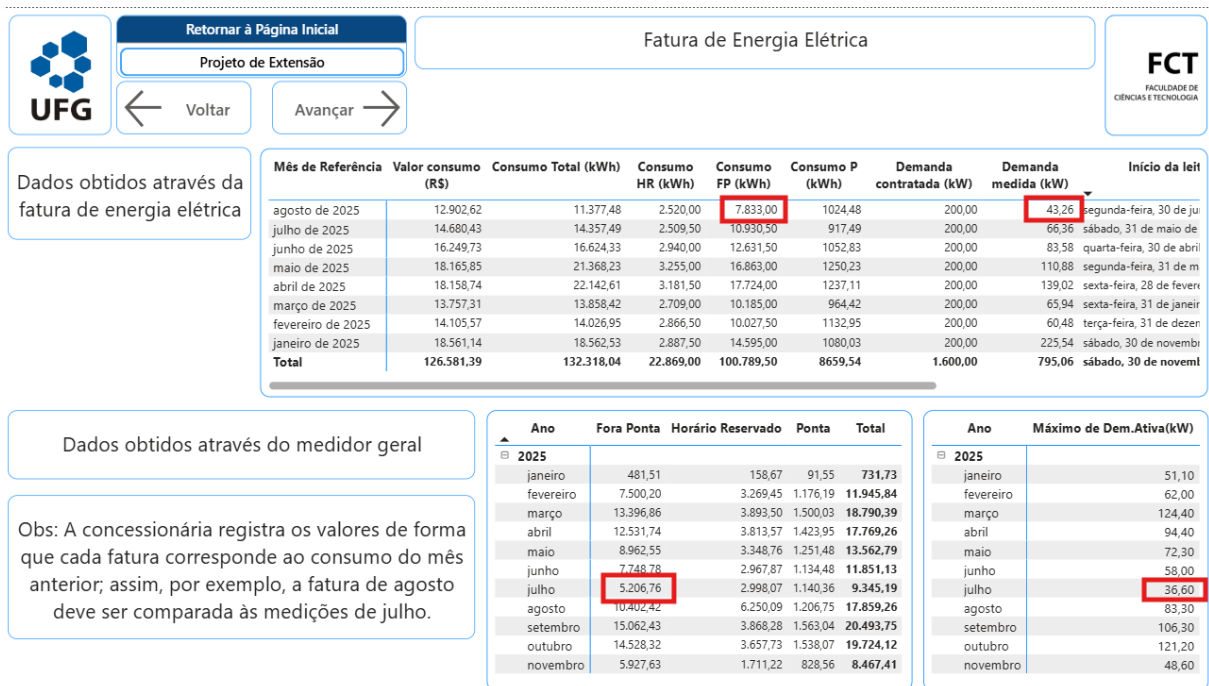 Retornar à Página Inicial
Projeto de Extensão
Voltar
Avançar
UFG
Fatura de Energia Elétrica
FCT
FACULDADE DE
CIÊNCIAS E TECNOLOGIA
Dados obtidos através da
fatura de energia elétrica
Mês de Referência Valor consumo (R$) Consumo Total (kWh) Consumo HR (kWh) Consumo FP (kWh) Consumo P (kWh) Demanda contratada (kW) Demanda medida (kW) Início da leit
agosto de 2025 12.902,62 11.377,48 2.520,00 7.833,00 1024,48 200,00 43,26 segunda-feira, 30 de ju
julho de 2025 14.680,43 14.357,49 2.509,50 10.930,50 917,49 200,00 66,36 sábado, 31 de maio de
junho de 2025 16.249,73 16.624,33 2.940,00 12.631,50 1052,83 200,00 83,58 quarta-feira, 30 de abril
maio de 2025 18.165,85 21.368,23 3.255,00 16.863,00 1250,23 200,00 110,88 segunda-feira, 31 de m
abril de 2025 18.158,74 22.142,61 3.181,50 17.724,00 1237,11 200,00 139,02 sexta-feira, 28 de fevere
março de 2025 13.757,31 13.858,42 2.709,00 10.185,00 964,42 200,00 65,94 sexta-feira, 31 de janeir
fevereiro de 2025 14.105,57 14.026,95 2.866,50 10.027,50 1132,95 200,00 60,48 terça-feira, 31 de dezen
janeiro de 2025 18.561,14 18.562,53 2.887,50 14.595,00 1080,03 200,00 225,54 sábado, 30 de novembr
Total 126.581,39 132.318,04 22.869,00 100.789,50 8659,54 1.600,00 795,06 sábado, 30 de novemb
Dados obtidos através do medidor geral
Obs: A concessionária registra os valores de forma
que cada fatura corresponde ao consumo do mês
anterior; assim, por exemplo, a fatura de agosto
deve ser comparada às medições de julho.
Ano Fora Ponta Horário Reservado Ponta Total
2025
janeiro 481,51 158,67 91,55 731,73
fevereiro 7.500,20 3.269,45 1.176,19 11.945,84
março 13.396,86 3.893,50 1.500,03 18.790,39
abril 12.531,74 3.813,57 1.423,95 17.769,26
maio 8.962,55 3.348,76 1.251,48 13.562,79
junho 7.748,78 2.967,87 1.134,48 11.851,13
julho 5.206,76 2.998,07 1.140,36 9.345,19
agosto 10.402,42 6.250,09 1.206,75 17.859,26
setembro 15.062,43 3.868,28 1.563,04 20.493,75
outubro 14.528,32 3.657,73 1.538,07 19.724,12
novembro 5.927,63 1.711,22 828,56 8.467,41
Ano Máximo de Dem.Ativa(kW)
2025
janeiro 51,10
fevereiro 62,00
março 124,40
abril 94,40
maio 72,30
junho 58,00
julho 36,60
agosto 83,30
setembro 106,30
outubro 121,20
novembro 48,60